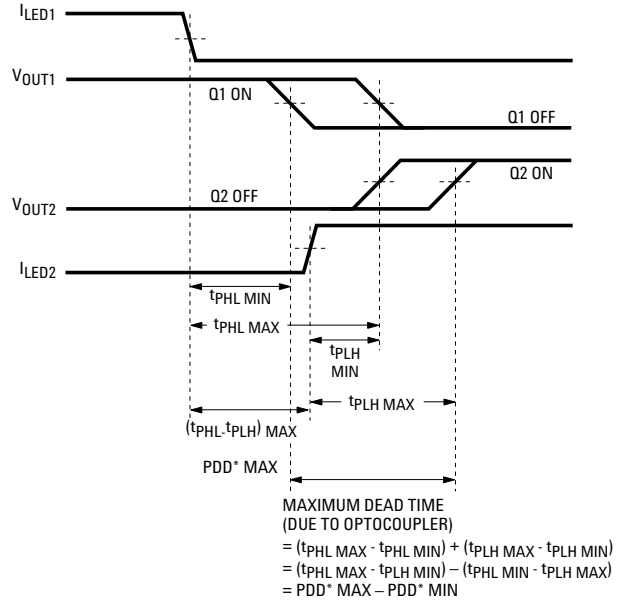 ILED1
VOUT1
Q1 ON
Q1 OFF
Q2 OFF
Q2 ON
VOUT2
ILED2
tPHL MIN
tPHL MAX
tPLH
MIN
tPLH MAX
(tPHL-tPLH) MAX
PDD* MAX
MAXIMUM DEAD TIME
(DUE TO OPTOCOUPLER)
= (tPHL MAX - tPHL MIN) + (tPLH MAX - tPLH MIN)
= (tPHL MAX - tPLH MIN) – (tPHL MIN - tPLH MAX)
= PDD* MAX – PDD* MIN